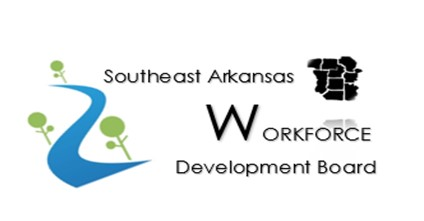 Southeast Arkansas
WORKFORCE
Development Board